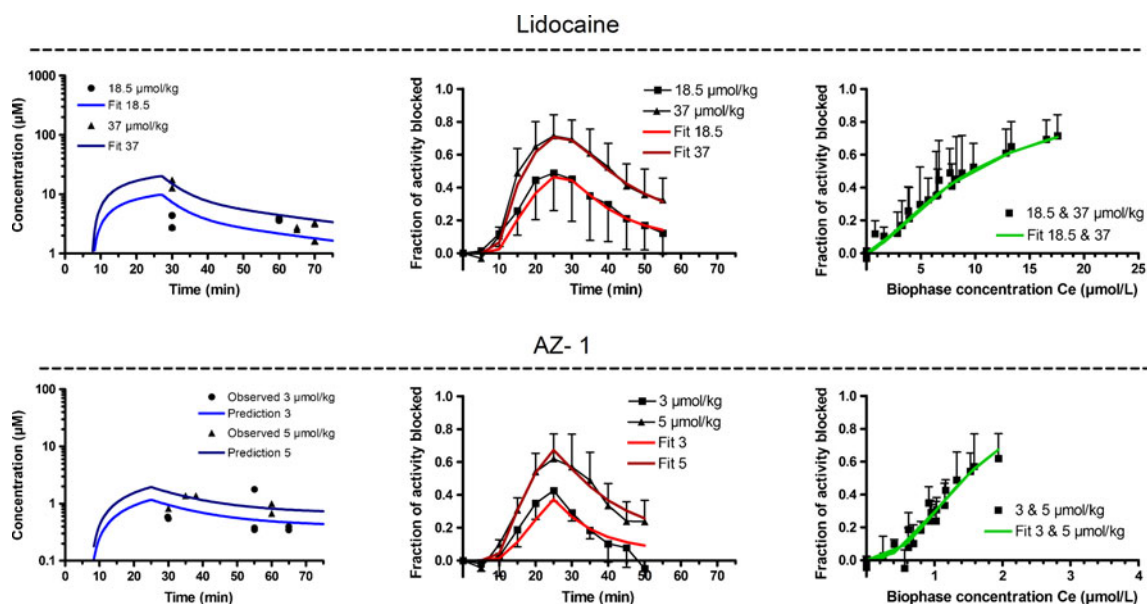 Lidocaine
Concentration (µM)
1000
100
10
1
0 10 20 30 40 50 60 70
Time (min)
18.5 µmol/kg
Fit 18.5
37 µmol/kg
Fit 37
Fraction of activity blocked
1.0
0.8
0.6
0.4
0.2
0.0
0 10 20 30 40 50 60 70
Time (min)
18.5 µmol/kg
37 µmol/kg
Fit 18.5
Fit 37
Fraction of activity blocked
1.0
0.8
0.6
0.4
0.2
0.0
0 5 10 15 20 25
Biophase concentration Ce (µmol/L)
18.5 & 37 µmol/kg
Fit 18.5 & 37
AZ- 1
Concentration (µM)
100
10
1
0.1
0 10 20 30 40 50 60 70
Time (min)
Observed 3 µmol/kg
Prediction 3
Observed 5 µmol/kg
Prediction 5
Fraction of activity blocked
1.0
0.8
0.6
0.4
0.2
0.0
0 10 20 30 40 50 60 70
Time (min)
3 µmol/kg
5 µmol/kg
Fit 3
Fit 5
Fraction of activity blocked
1.0
0.8
0.6
0.4
0.2
0.0
0 1 2 3 4
Biophase concentration Ce (µmol/L)
3 & 5 µmol/kg
Fit 3 & 5 µmol/kg